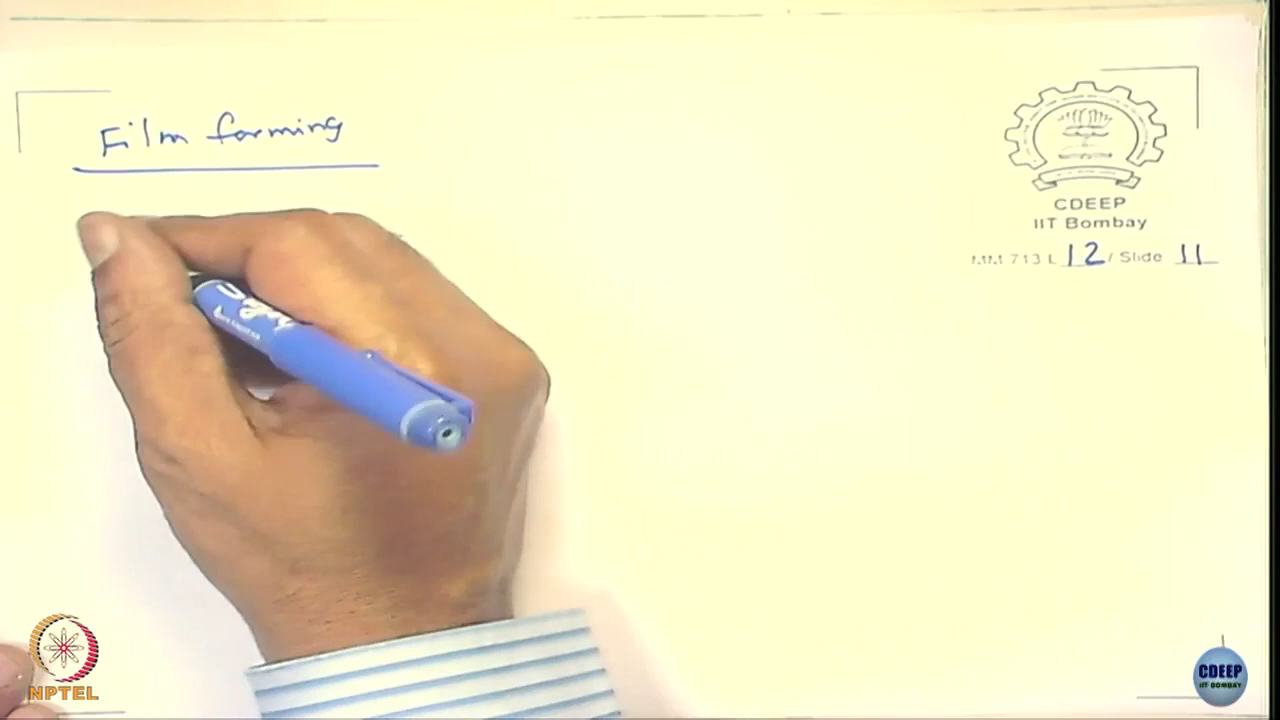 Film forming
CDEEP
IIT Bombay
MM 713 L 12 / Slide 11
NPTEL
CDEEP
IIT BOMBAY